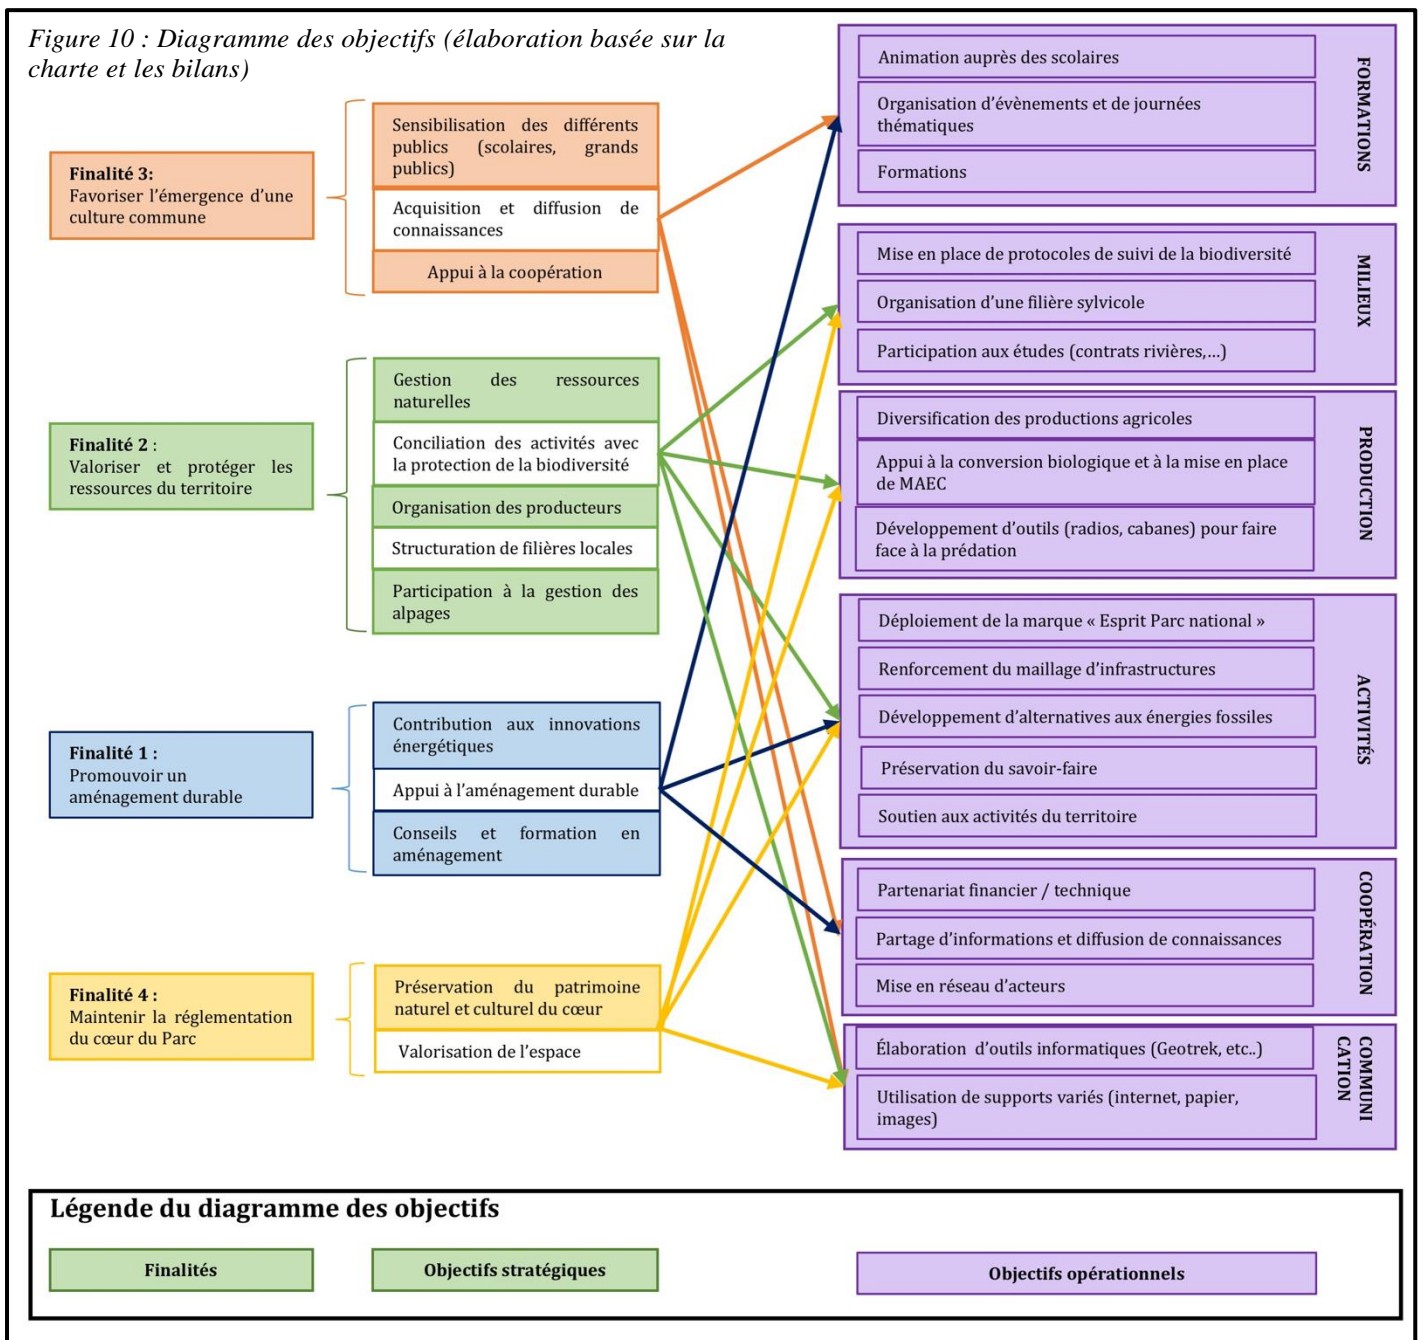 Figure 10 : Diagramme des objectifs (élaboration basée sur la
charte et les bilans)
Finalité 3:
Favoriser l’émergence d’une
culture commune
Sensibilisation des différents
publics (scolaires, grands
publics)
Acquisition et diffusion de
connaissances
Appui à la coopération
Finalité 2 :
Valoriser et protéger les
ressources du territoire
Gestion des ressources
naturelles
Conciliation des activités avec
la protection de la biodiversité
Organisation des producteurs
Structuration de filières locales
Participation à la gestion des
alpages
Finalité 1 :
Promouvoir un
aménagement durable
Contribution aux innovations
énergétiques
Appui à l’aménagement durable
Conseils et formation en
aménagement
Finalité 4 :
Maintenir la réglementation
du cœur du Parc
Préservation du patrimoine
naturel et culturel du cœur
Valorisation de l’espace
Animation auprès des scolaires
Organisation d’évènements et de journées
thématiques
Formations
FORMATIONS
Mise en place de protocoles de suivi de la biodiversité
Organisation d’une filière sylvicole
Participation aux études (contrats rivières,…)
MILIEUX
Diversification des productions agricoles
Appui à la conversion biologique et à la mise en place
de MAEC
Développement d’outils (radios, cabanes) pour faire
face à la prédation
PRODUCTION
Déploiement de la marque « Esprit Parc national »
Renforcement du maillage d’infrastructures
Développement d’alternatives aux énergies fossiles
Préservation du savoir-faire
Soutien aux activités du territoire
ACTIVITÉS
Partenariat financier / technique
Partage d’informations et diffusion de connaissances
Mise en réseau d’acteurs
COOPÉRATION
Élaboration d’outils informatiques (Geotrek, etc..)
Utilisation de supports variés (internet, papier,
images)
COMMUNI
CATION
Légende du diagramme des objectifs
Finalités
Objectifs stratégiques
Objectifs opérationnels